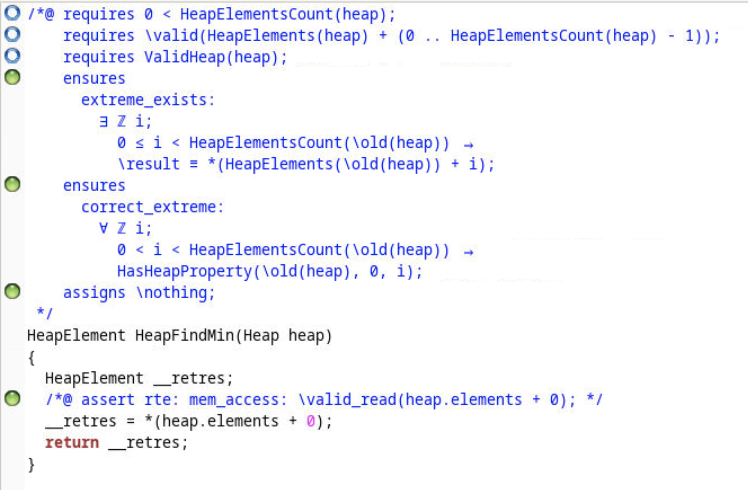 /*@ requires 0 < HeapElementsCount(heap);
requires \valid(HeapElements(heap) + (0 .. HeapElementsCount(heap) - 1));
requires ValidHeap(heap);
ensures
extreme_exists:
∃ ℤ i;
0 ≤ i < HeapElementsCount(\old(heap)) →
\result ≡ *(HeapElements(\old(heap)) + i);
ensures
correct_extreme:
∀ ℤ i;
0 < i < HeapElementsCount(\old(heap)) →
HasHeapProperty(\old(heap), 0, i);
assigns \nothing;
*/
HeapElement HeapFindMin(Heap heap)
{
HeapElement __retres;
/*@ assert rte: mem_access: \valid_read(heap.elements + 0); */
__retres = *(heap.elements + 0);
return __retres;
}